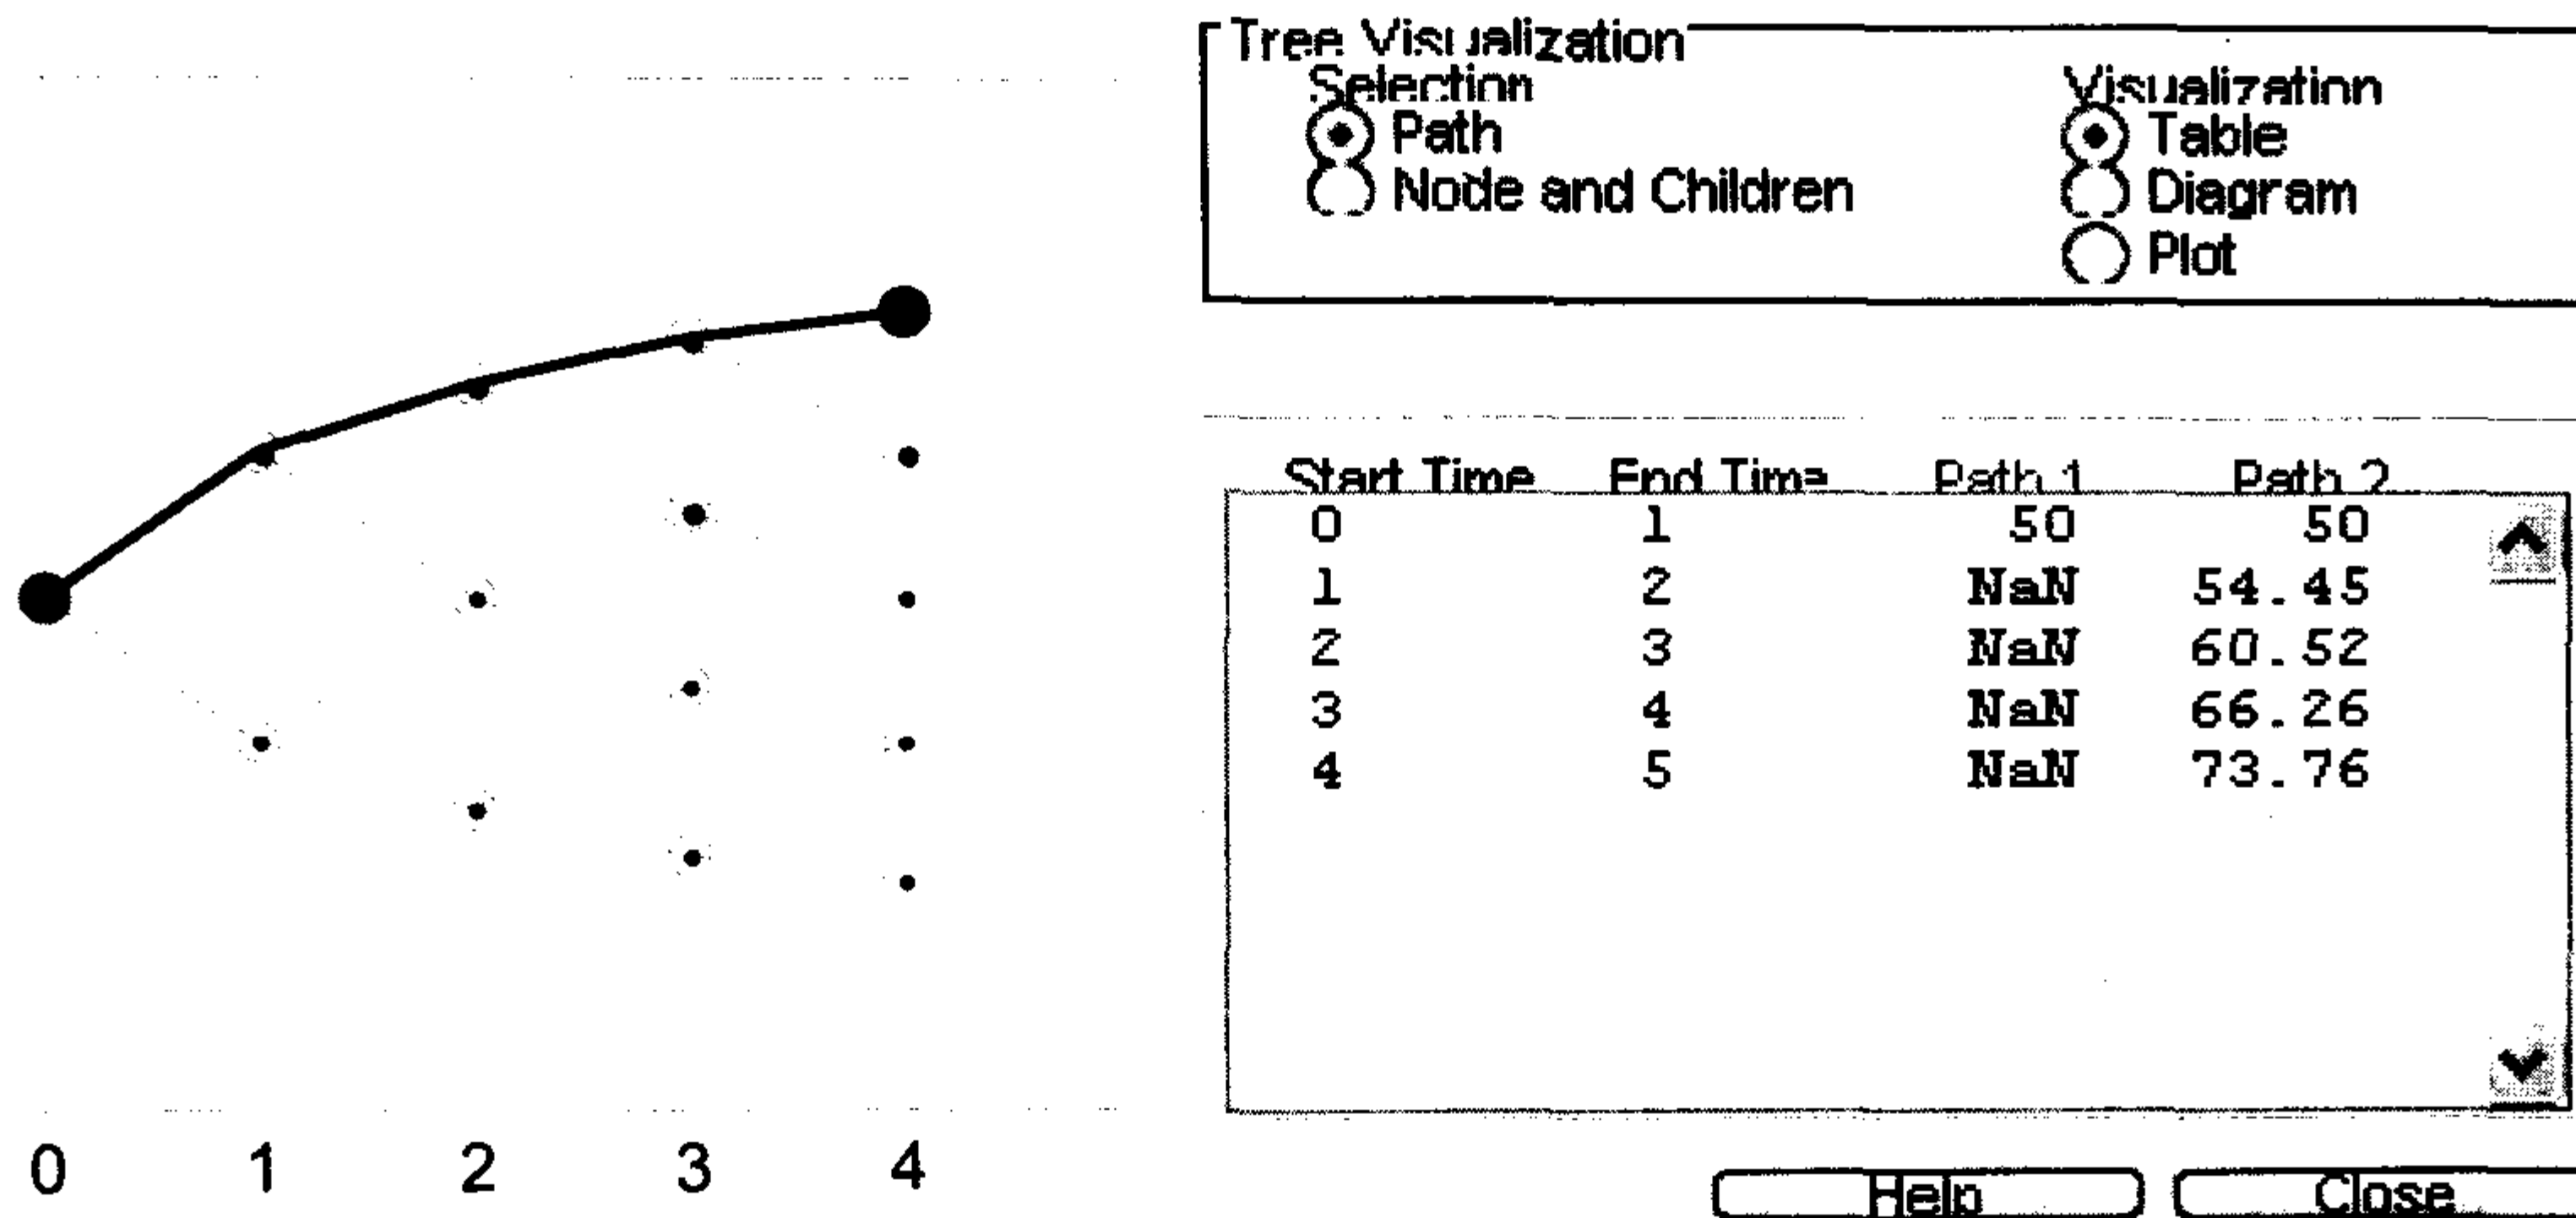 Tree Visualization
Selection Visualization
Path Table
Node and Children Diagram
Plot
Start Time End Time Path 1 Path 2
0 1 50 50
1 2 NaN 54.45
2 3 NaN 60.52
3 4 NaN 66.26
4 5 NaN 73.76
0 1 2 3 4
Help Close